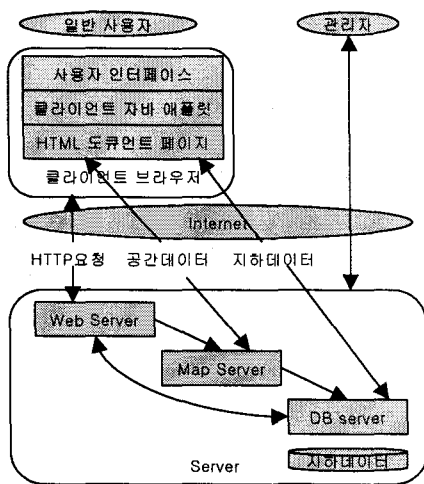 일반 사용자
관리자
사용자 인터페이스
클라이언트 자바 애플릿
HTML 도큐먼트 페이지
클라이언트 브라우저
Internet
HTTP요청 공간데이터 지하데이터
Web Server
Map Server
DB server
지하데이터
Server